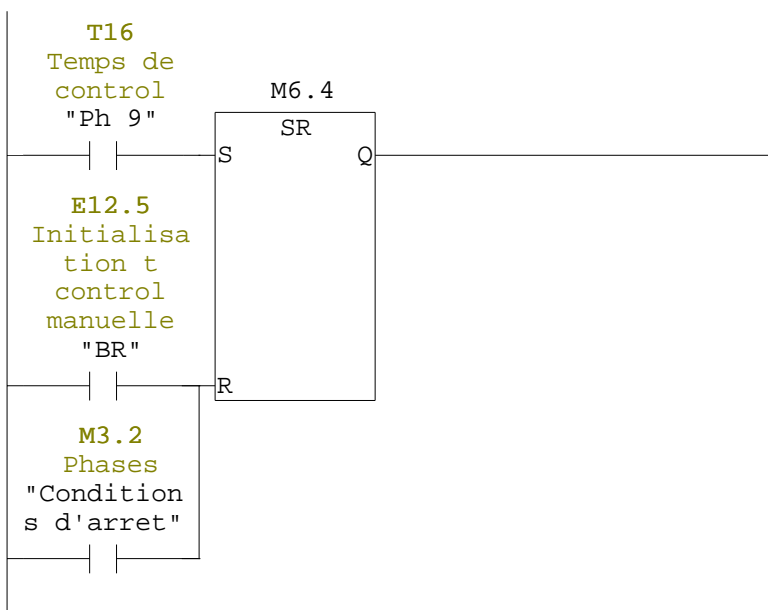 T16
Temps de
control
"Ph 9"
M6.4
SR
S
Q
E12.5
Initialisa
tion t
control
manuelle
"BR"
R
M3.2
Phases
"Condition
s d'arret"